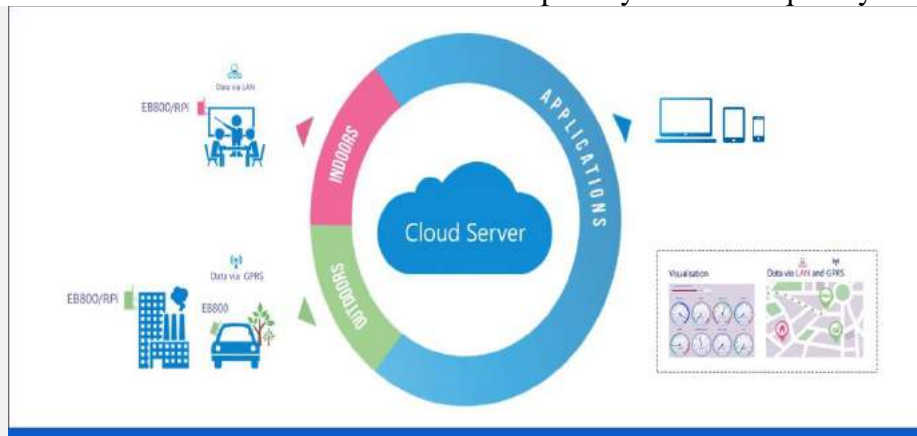 Data via LAN
EB800/RPi
INDOORS
APPLICATIONS
Cloud Server
OUTDOORS
Data via GPRS
EB800/RPi
EB800
Visualisation
Data via LAN and GPRS